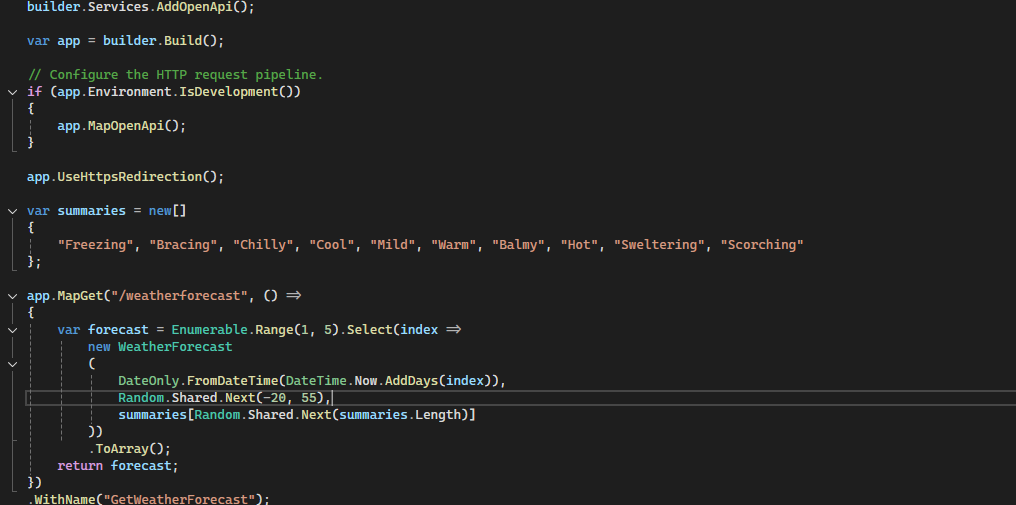 builder.Services.AddOpenApi();
var app = builder.Build();
// Configure the HTTP request pipeline.
if (app.Environment.IsDevelopment())
{
    app.MapOpenApi();
}
app.UseHttpsRedirection();
var summaries = new[]
{
    "Freezing", "Bracing", "Chilly", "Cool", "Mild", "Warm", "Balmy", "Hot", "Sweltering", "Scorching"
};
app.MapGet("/weatherforecast", () =>
{
    var forecast = Enumerable.Range(1, 5).Select(index =>
        new WeatherForecast
        (
            DateOnly.FromDateTime(DateTime.Now.AddDays(index)),
            Random.Shared.Next(-20, 55),
            summaries[Random.Shared.Next(summaries.Length)]
        ))
        .ToArray();
    return forecast;
})
.WithName("GetWeatherForecast");